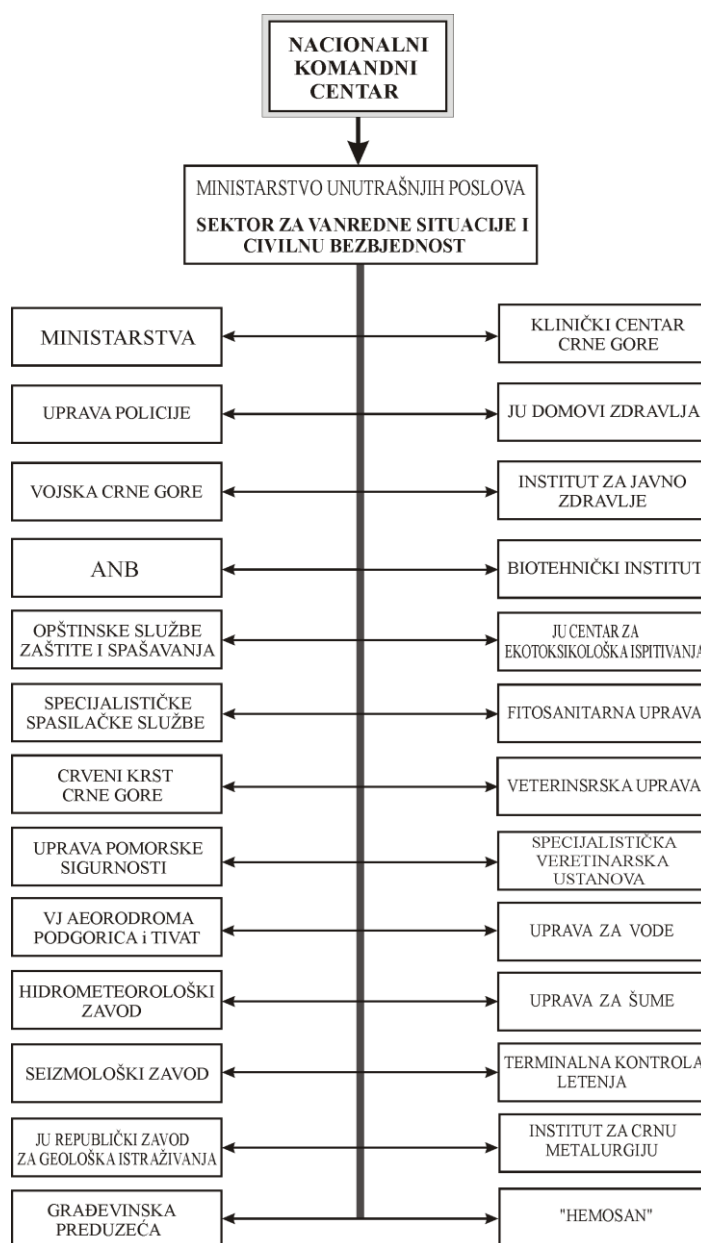 NACIONALNI
KOMANDNI
CENTAR
MINISTARSTVO UNUTRAŠNJIH POSLOVA
SEKTOR ZA VANREDNE SITUACIJE I
CIVILNU BEZBJEDNOST
MINISTARSTVA
KLINIČKI CENTAR
CRNE GORE
UPRAVA POLICIJE
JU DOMOVI ZDRAVLJA
VOJSKA CRNE GORE
INSTITUT ZA JAVNO
ZDRAVLJE
ANB
BIOTEHNIČKI INSTITUT
OPŠTINSKE SLUŽBE
ZAŠTITE I SPAŠAVANJA
JU CENTAR ZA
EKOTOKSIKOLOŠKA ISPITIVANJA
SPECIJALISTIČKE
SPASILAČKE SLUŽBE
FITOSANITARNA UPRAVA
CRVENI KRST
CRNE GORE
VETERINSRSKA UPRAVA
UPRAVA POMORSKE
SIGURNOSTI
SPECIJALISTIČKA
VERETINARSKA
USTANOVA
VJ AEORODROMA
PODGORICA i TIVAT
UPRAVA ZA VODE
HIDROMETEOROLOŠKI
ZAVOD
UPRAVA ZA ŠUME
SEIZMOLOŠKI ZAVOD
TERMINALNA KONTROLA
LETENJA
JU REPUBLIČKI ZAVOD
ZA GEOLOŠKA ISTRAŽIVANJA
INSTITUT ZA CRNU
METALURGIJU
GRAĐEVINSKA
PREDUZEĆA
"HEMOSAN"